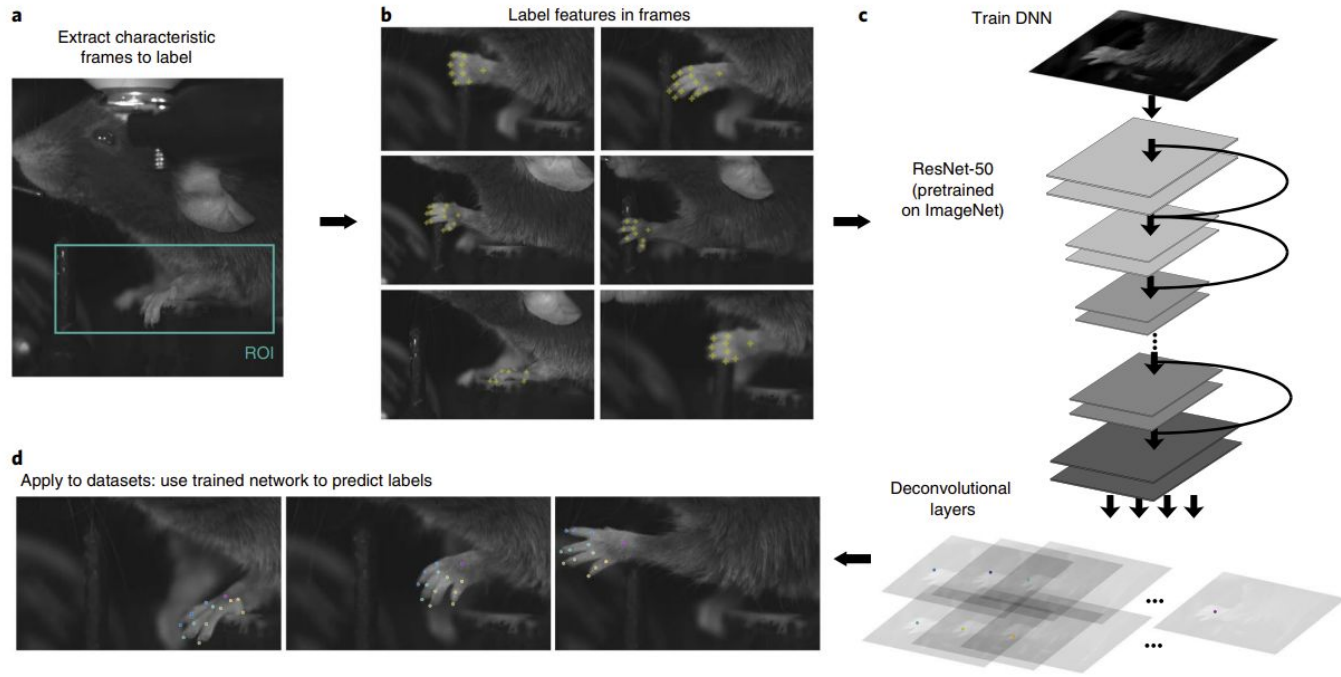 a
Extract characteristic
frames to label
ROI
b
Label features in frames
c
Train DNN
ResNet-50
(pretrained
on ImageNet)
Deconvolutional
layers
d
Apply to datasets: use trained network to predict labels